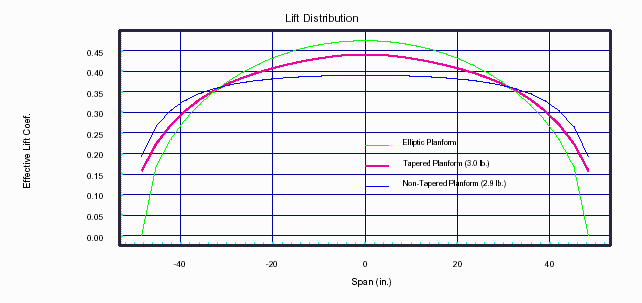 Lift Distribution
Effective Lift Coef.
0.45
0.40
0.35
0.30
0.25
0.20
0.15
0.10
0.05
0.00
Elliptic Planform
Tapered Planform (3.0 lb.)
Non-Tapered Planform (2.9 lb.)
-40 -20 0 20 40
Span (in.)